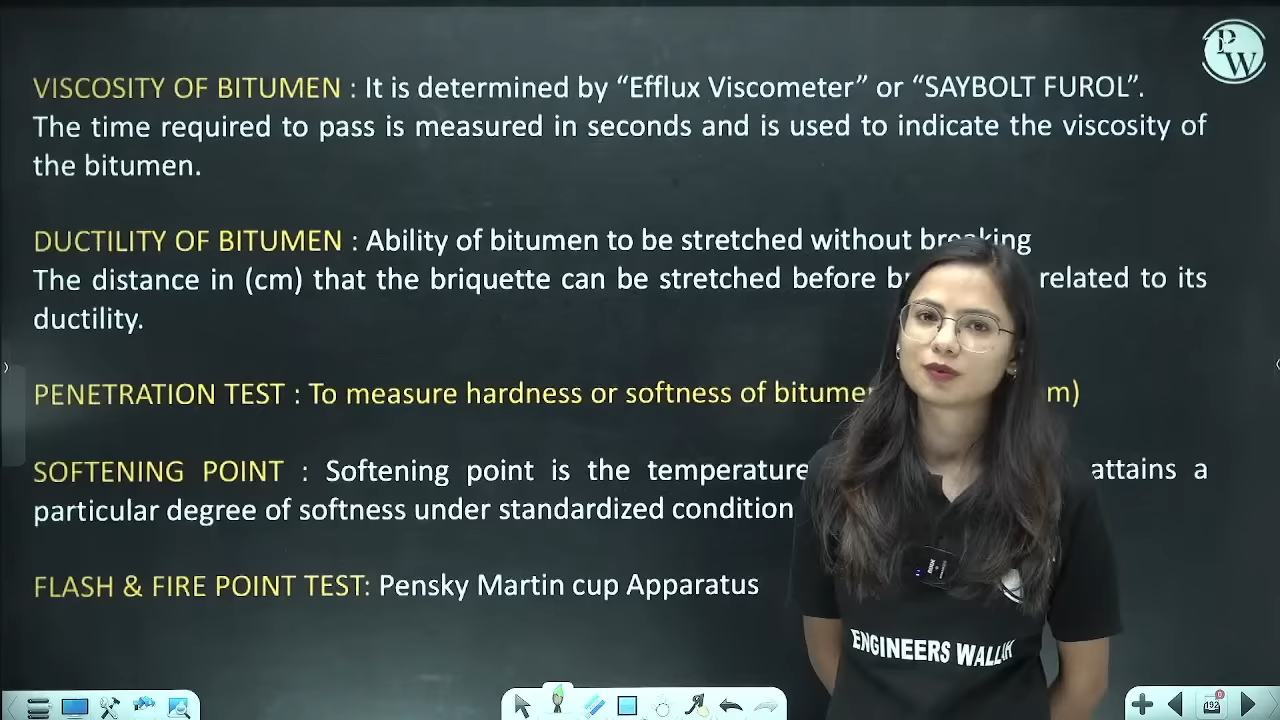 PW
VISCOSITY OF BITUMEN : It is determined by “Efflux Viscometer” or “SAYBOLT FUROL”.
The time required to pass is measured in seconds and is used to indicate the viscosity of
the bitumen.
DUCTILITY OF BITUMEN : Ability of bitumen to be stretched without breaking
The distance in (cm) that the briquette can be stretched before related to its
ductility.
PENETRATION TEST : To measure hardness or softness of bitumen m)
SOFTENING POINT : Softening point is the temperature attains a
particular degree of softness under standardized condition
FLASH & FIRE POINT TEST: Pensky Martin cup Apparatus
ENGINEERS WALLAH
192